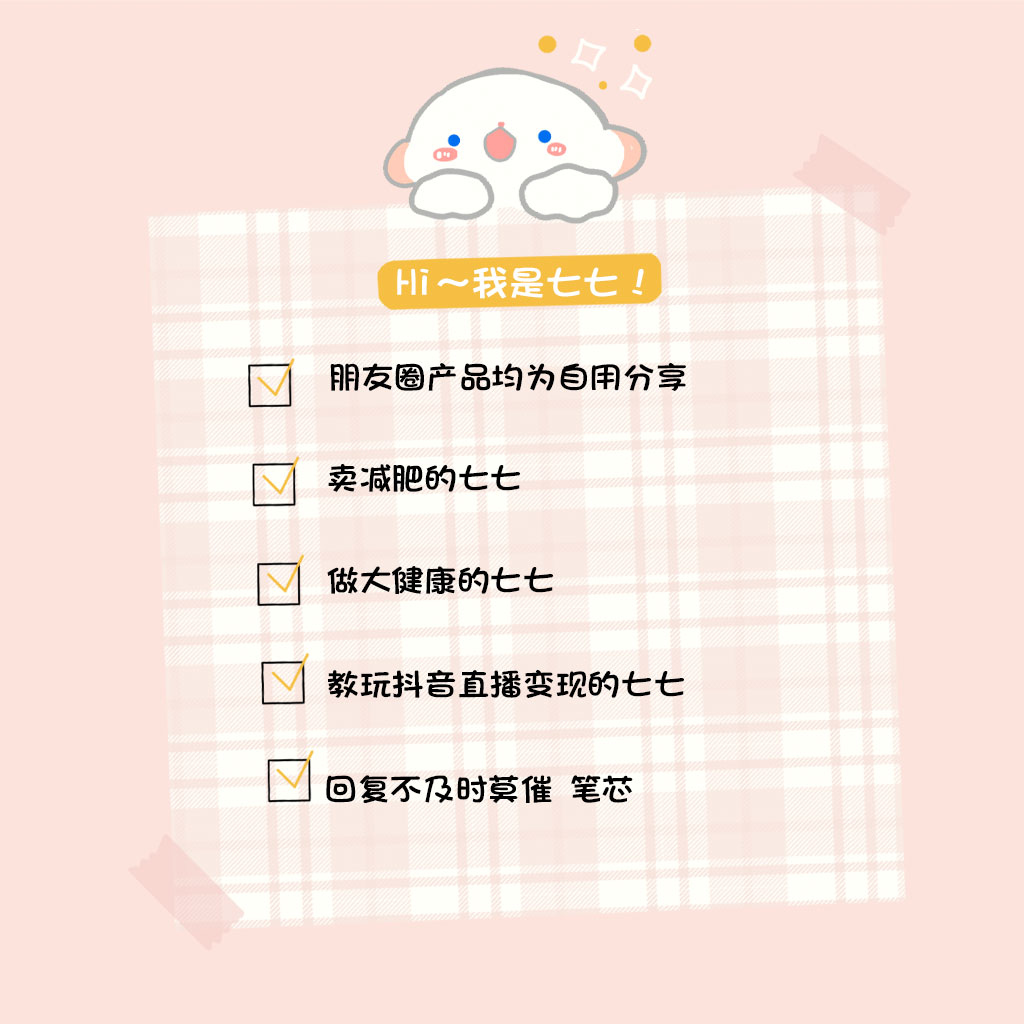 Hi～我是七七！
朋友圈产品均为自用分享
卖减肥的七七
做大健康的七七
教玩抖音直播变现的七七
回复不及时莫催 笔芯